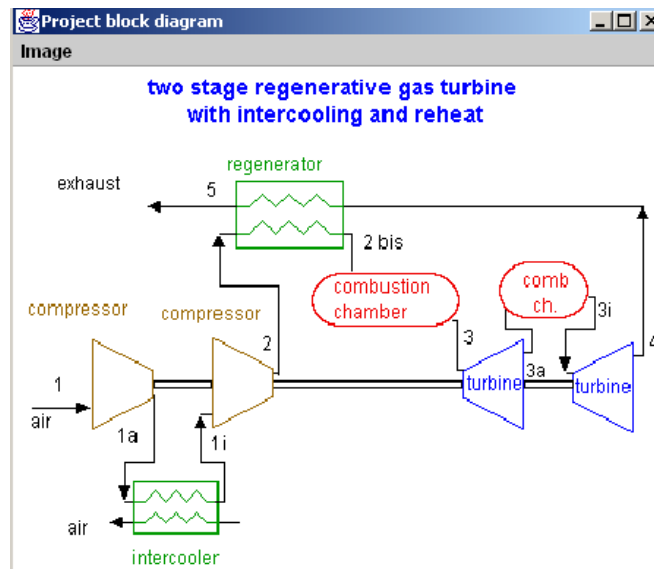 Project block diagram
Image
two stage regenerative gas turbine
with intercooling and reheat
regenerator
exhaust
5
2 bis
combustion
chamber
comb
ch.
3i
compressor
compressor
2
3
4
1
turbine
3a
turbine
air
1a
1i
air
intercooler